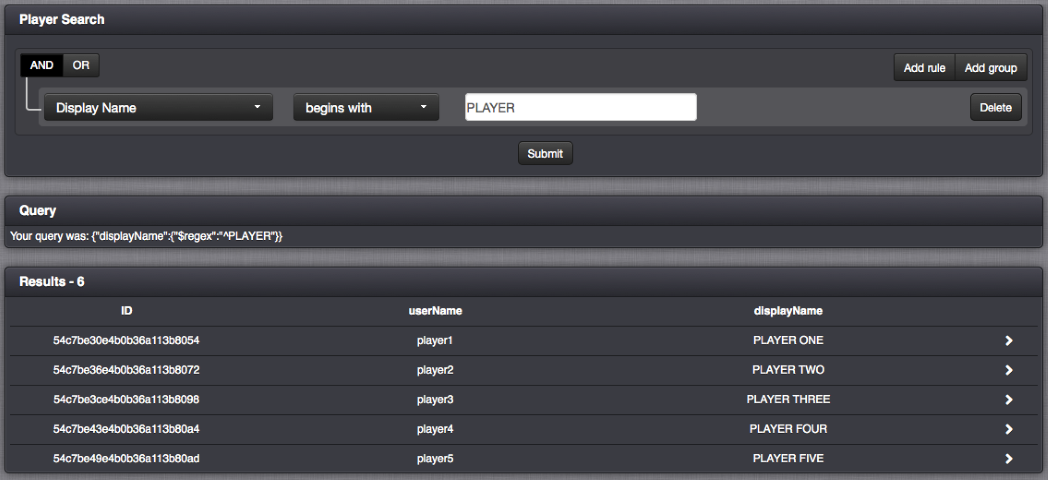 Player Search
AND OR Add rule Add group
Display Name begins with PLAYER Delete
Submit
Query
Your query was: {"displayName":{"$regex":"^PLAYER"}}
Results - 6
ID userName displayName
54c7be30e4b0b36a113b8054 player1 PLAYER ONE
54c7be36e4b0b36a113b8072 player2 PLAYER TWO
54c7be3ce4b0b36a113b8098 player3 PLAYER THREE
54c7be43e4b0b36a113b80a4 player4 PLAYER FOUR
54c7be49e4b0b36a113b80ad player5 PLAYER FIVE